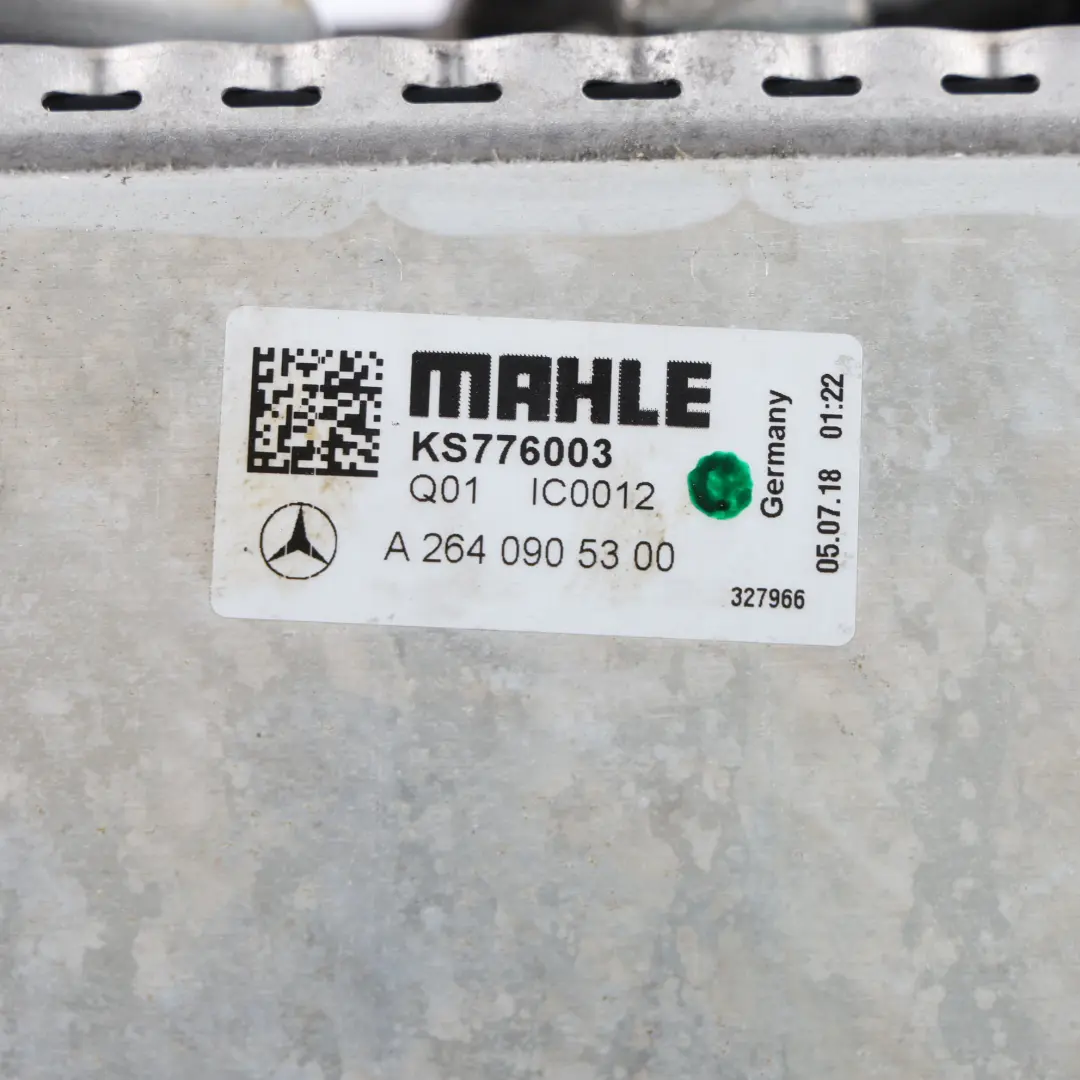 MAHLE
KS776003
Q01 IC0012
A 264 090 53 00
327966
Germany
05.07.18 01:22